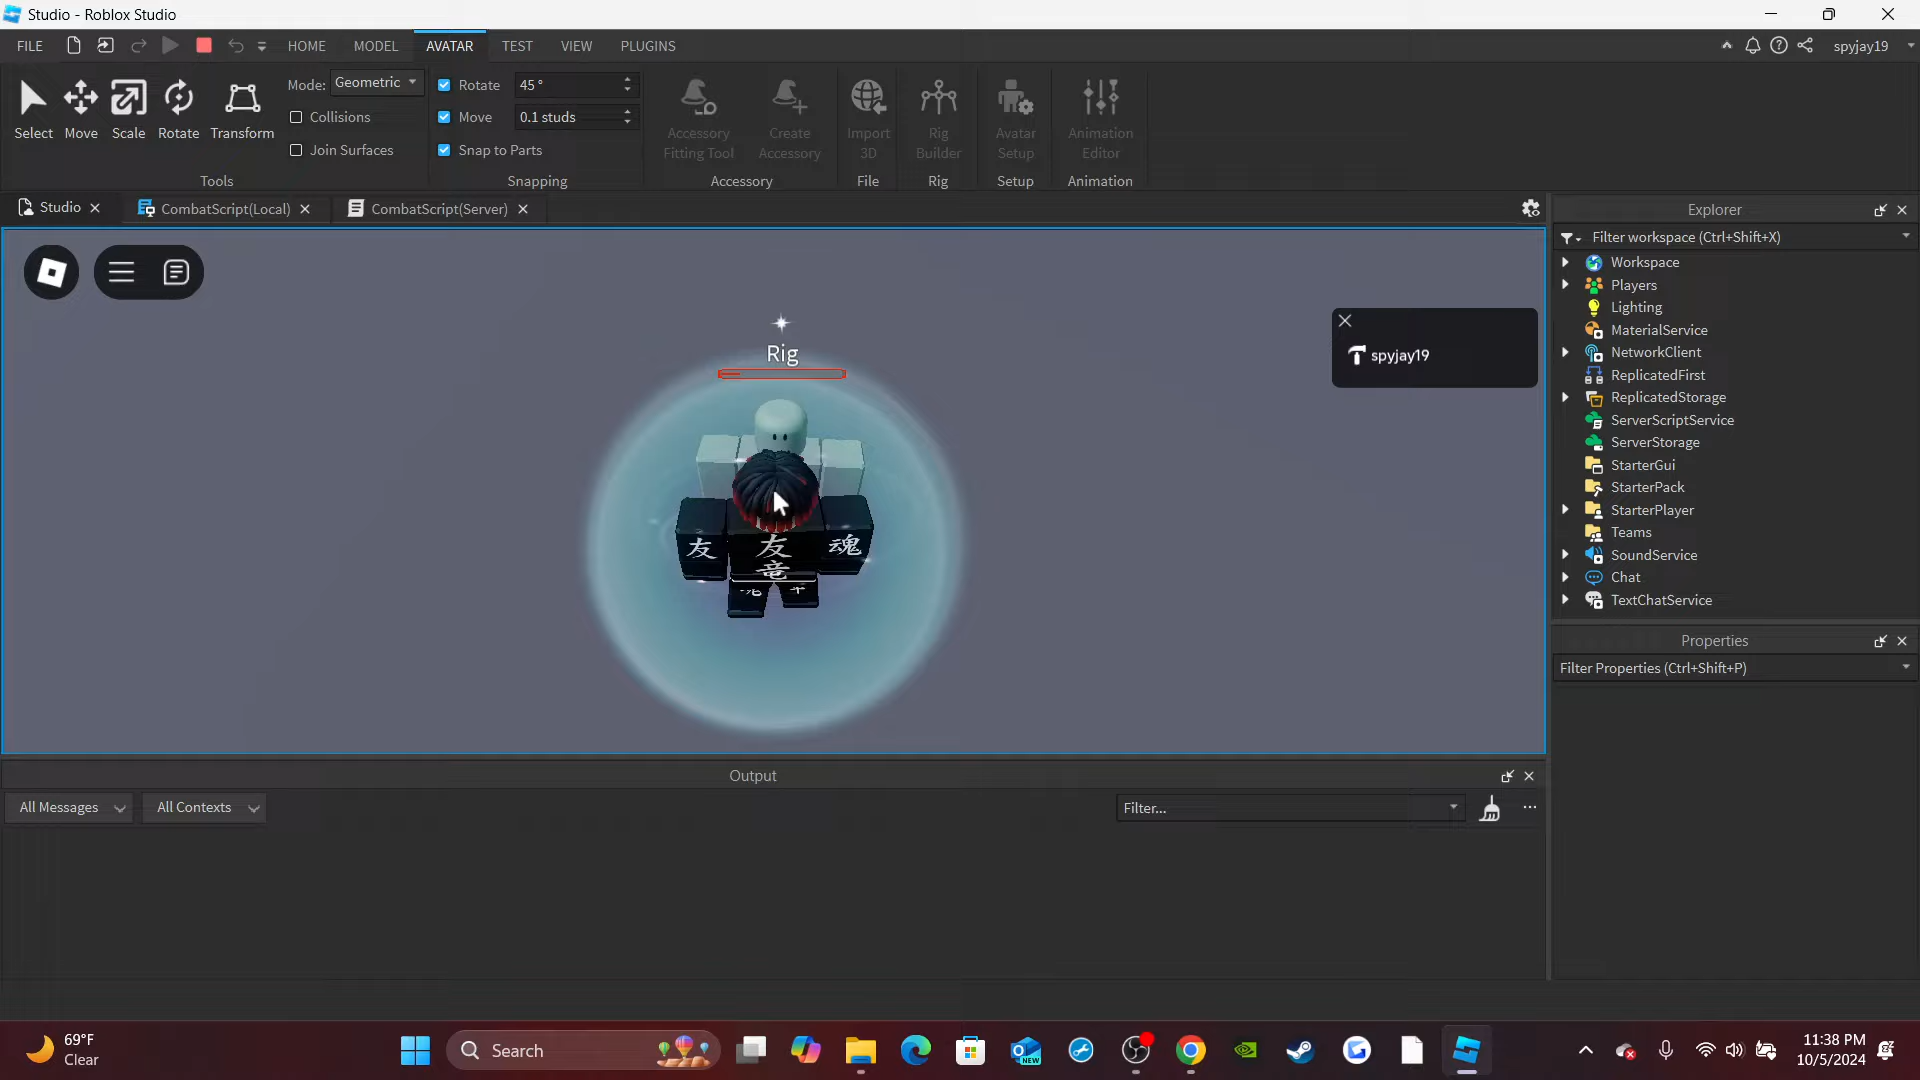 Studio - Roblox Studio
FILE HOME MODEL AVATAR TEST VIEW PLUGINS spyjay19
Select Move Scale Rotate Transform
Mode: Geometric
Collisions
Join Surfaces
Tools
Rotate 45 °
Move 0.1 studs
Snap to Parts
Snapping
Accessory Fitting Tool
Create Accessory
Accessory
Import 3D
File
Rig Builder
Rig
Avatar Setup
Setup
Animation Editor
Animation
Studio CombatScript(Local) CombatScript(Server)
Rig
spyjay19
友 友 魂
竜
Explorer
Filter workspace (Ctrl+Shift+X)
Workspace
Players
Lighting
MaterialService
NetworkClient
ReplicatedFirst
ReplicatedStorage
ServerScriptService
ServerStorage
StarterGui
StarterPack
StarterPlayer
Teams
SoundService
Chat
TextChatService
Properties
Filter Properties (Ctrl+Shift+P)
Output
All Messages All Contexts Filter...
69°F
Clear
Search
NEW
11:38 PM
10/5/2024